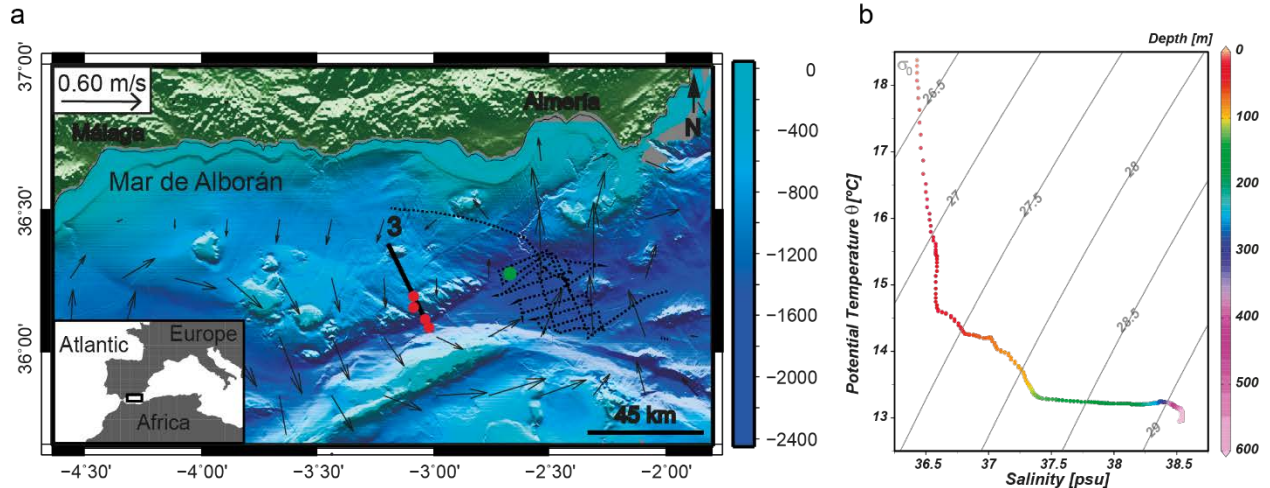 a
0.60 m/s
Málaga
Almería
N
Mar de Alborán
3
Atlantic
Europe
Africa
45 km
37°00'
36°30'
36°00'
−4°30'
−4°00'
−3°30'
−3°00'
−2°30'
−2°00'
0
−400
−800
−1200
−1600
−2000
−2400
b
Depth [m]
σ0
26.5
27
27.5
28
28.5
29
18
17
16
15
14
13
Potential Temperature θ [°C]
36.5
37
37.5
38
38.5
Salinity [psu]
0
100
200
300
400
500
600